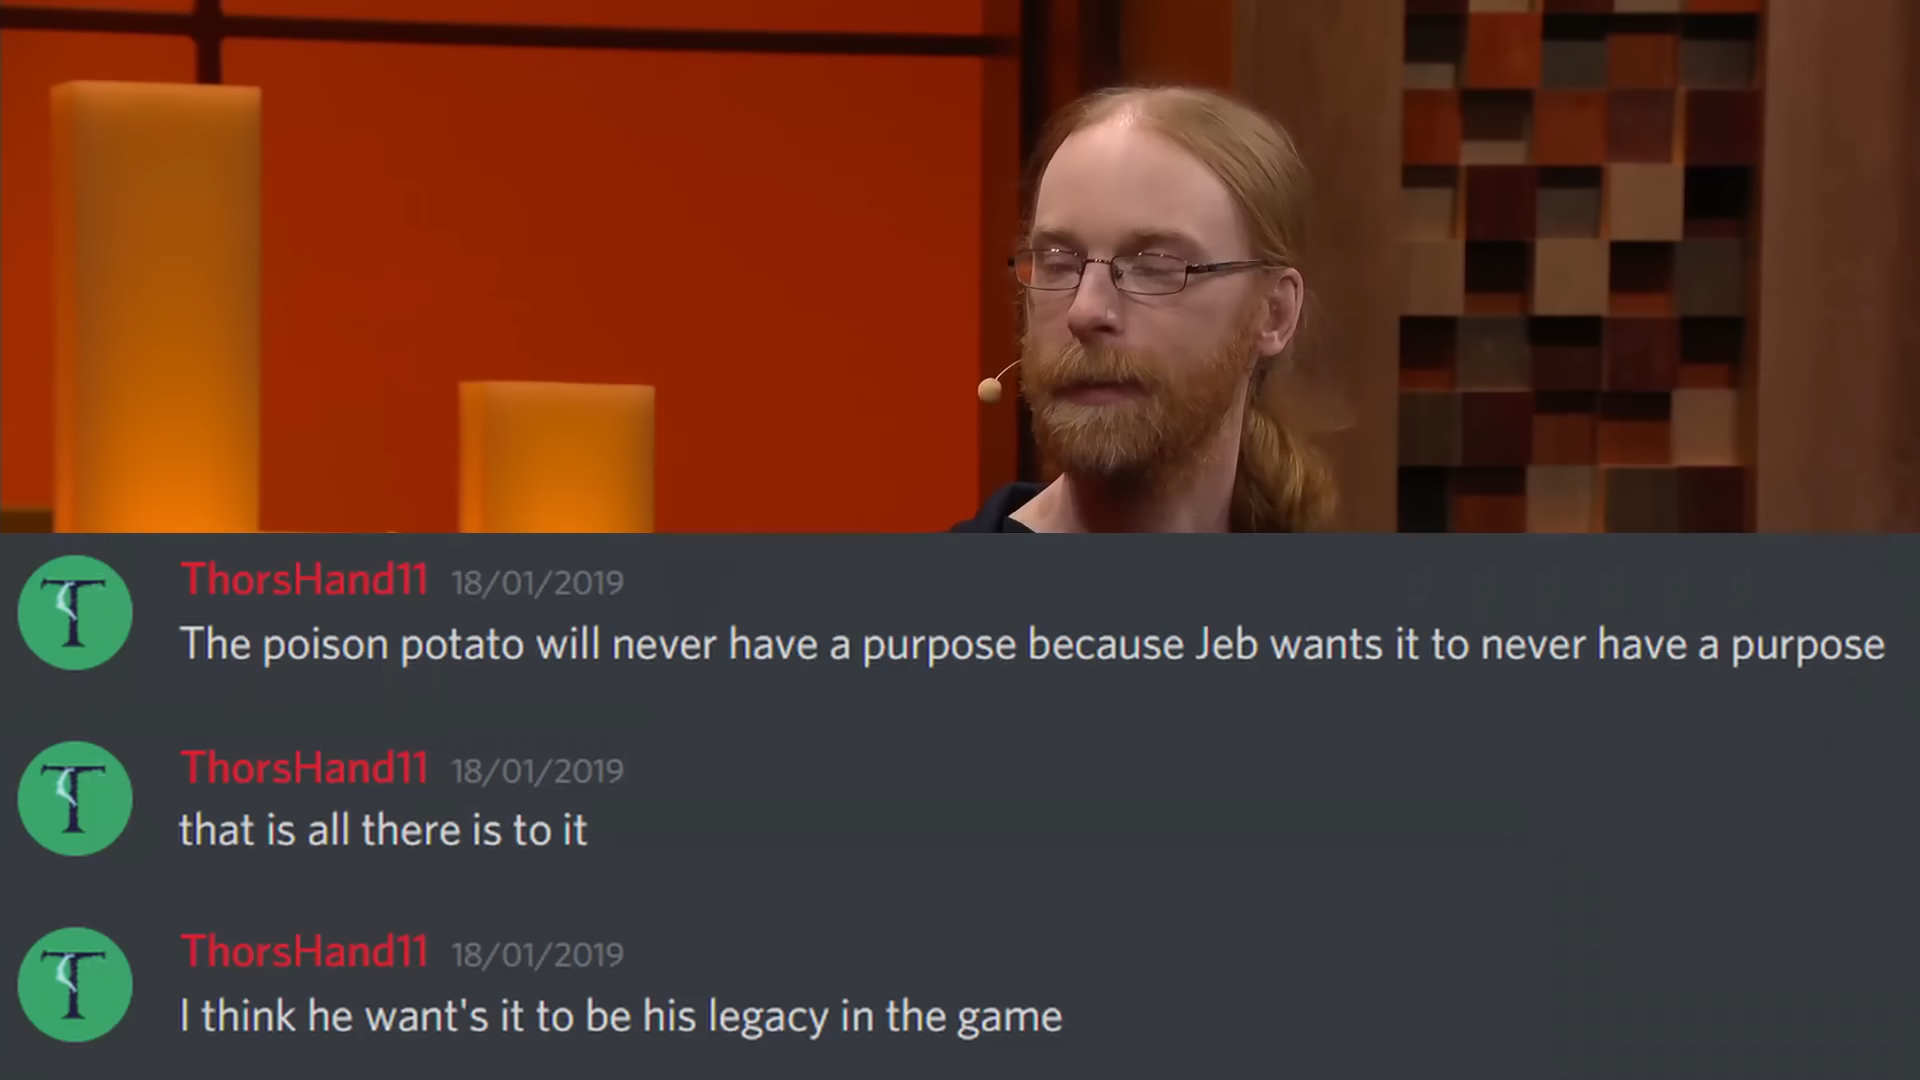 ThorsHand11 18/01/2019
The poison potato will never have a purpose because Jeb wants it to never have a purpose
ThorsHand11 18/01/2019
that is all there is to it
ThorsHand11 18/01/2019
I think he want's it to be his legacy in the game